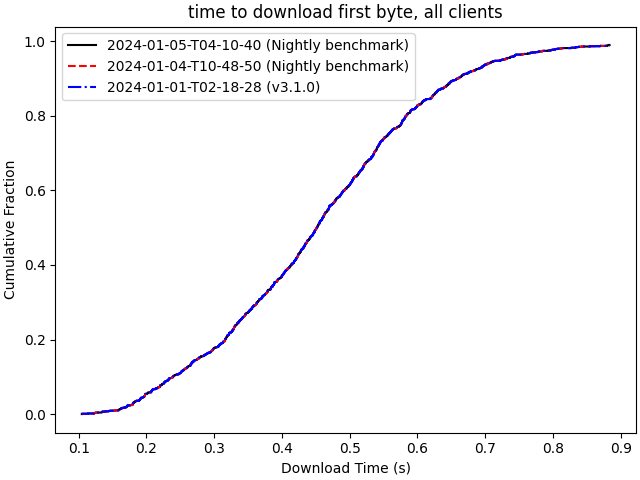 time to download first byte, all clients
2024-01-05-T04-10-40 (Nightly benchmark)
2024-01-04-T10-48-50 (Nightly benchmark)
2024-01-01-T02-18-28 (v3.1.0)
Cumulative Fraction
1.0
0.8
0.6
0.4
0.2
0.0
0.1 0.2 0.3 0.4 0.5 0.6 0.7 0.8 0.9
Download Time (s)